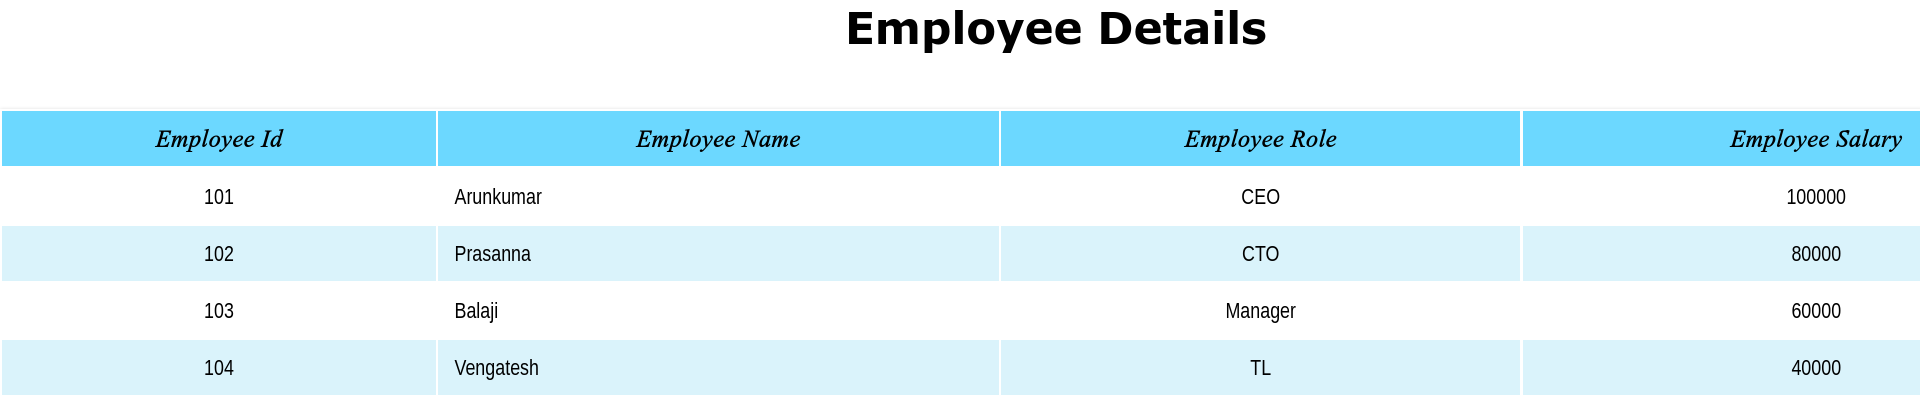 Employee Details
Employee Id Employee Name Employee Role Employee Salary
101 Arunkumar CEO 100000
102 Prasanna CTO 80000
103 Balaji Manager 60000
104 Vengatesh TL 40000